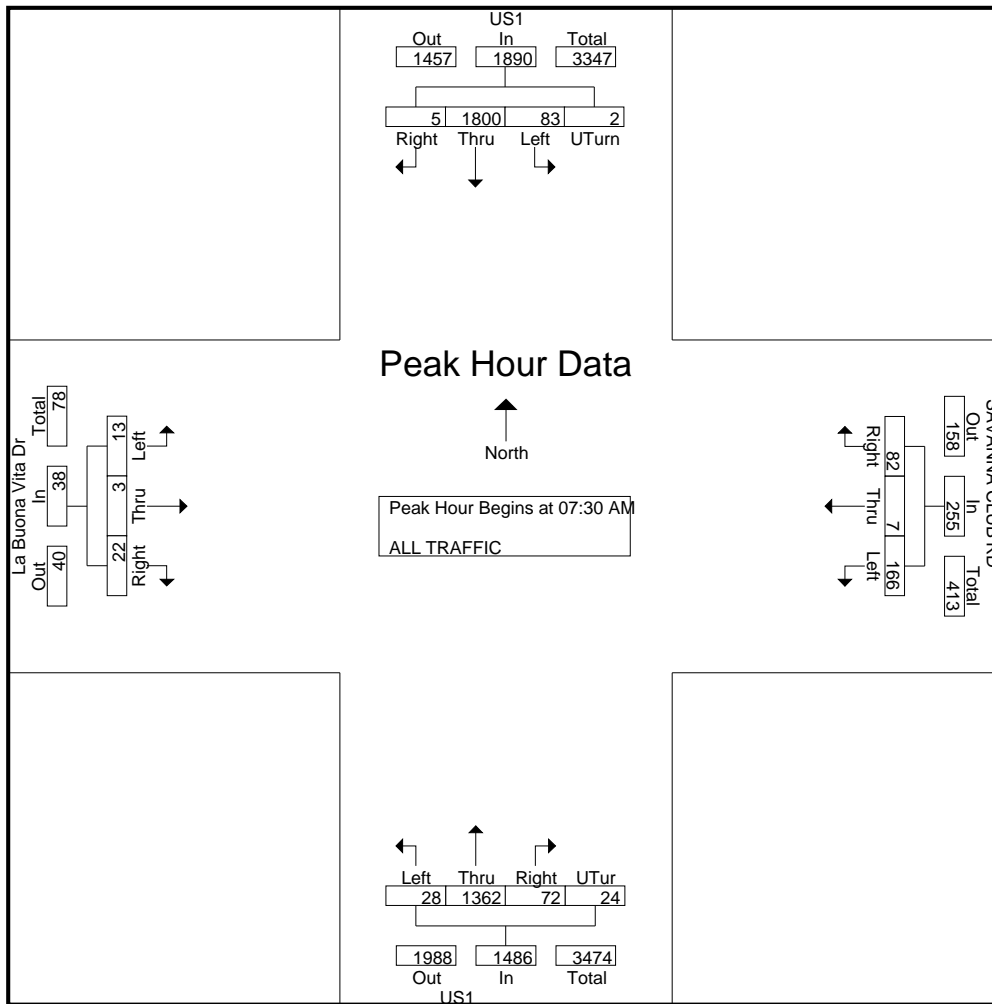 US1
Out In Total
1457 1890 3347
5 1800 83 2
Right Thru Left UTurn
Peak Hour Data
North
Peak Hour Begins at 07:30 AM
ALL TRAFFIC
La Buona Vita Dr
Out In Total
40 38 78
22 3 13
Right Thru Left
SAVANNA CLUB RD
Out In Total
158 255 413
82 7 166
Right Thru Left
Left Thru Right UTur
28 1362 72 24
1988 1486 3474
Out In Total
US1